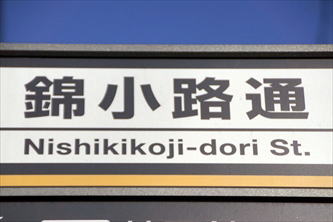 錦小路通
Nishikikoji-dori St.